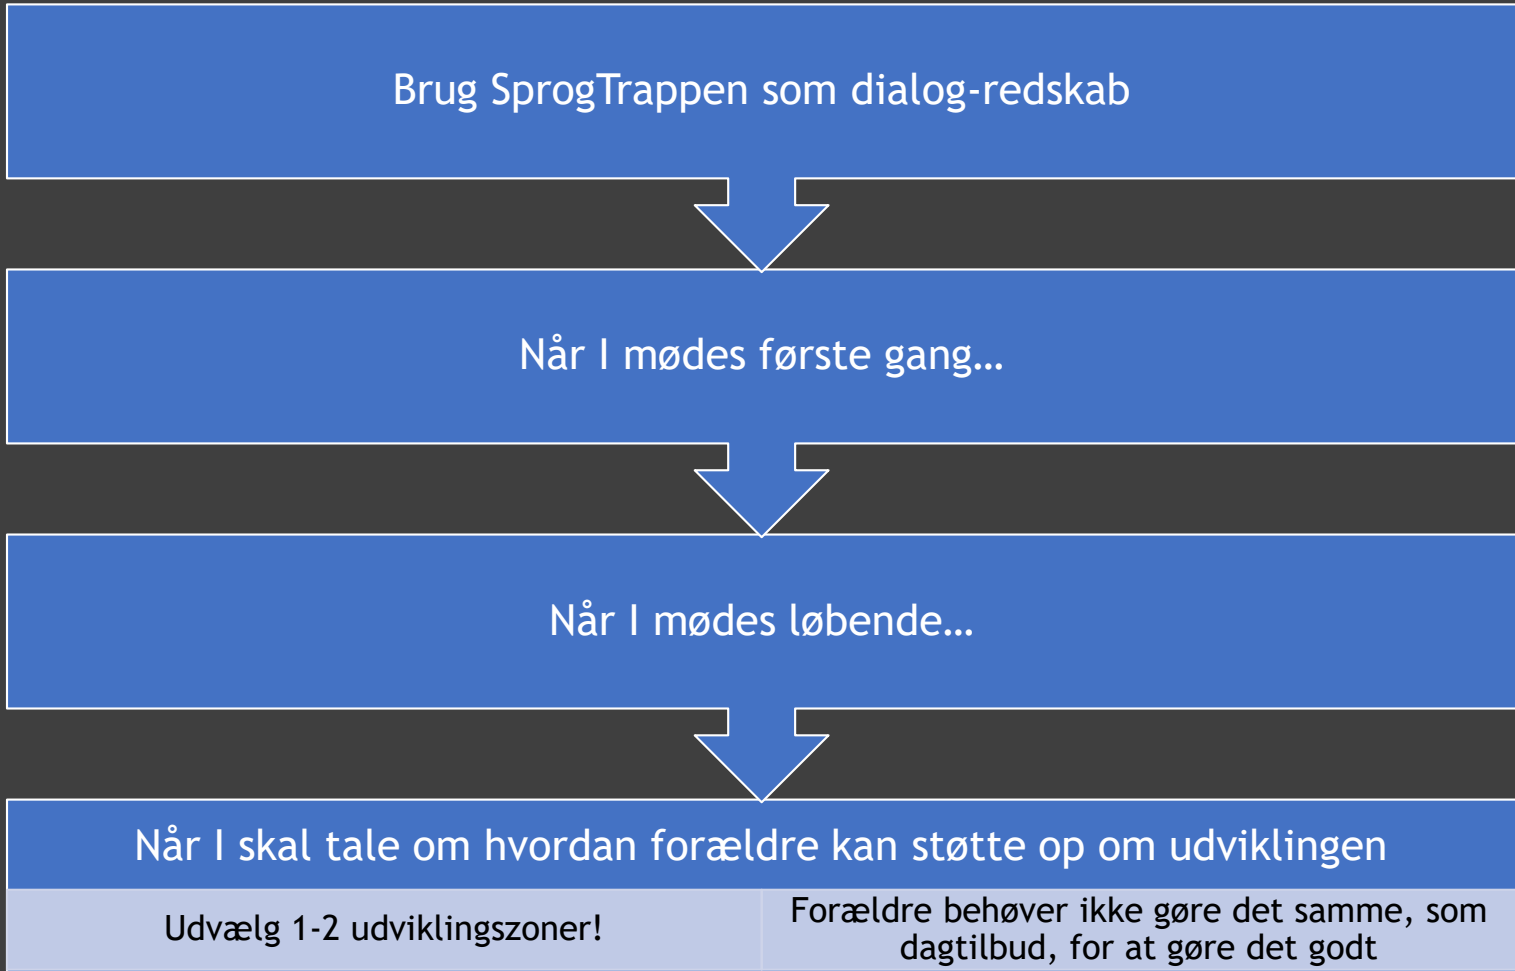 Brug SprogTrappen som dialog-redskab
Når I mødes første gang…
Når I mødes løbende…
Når I skal tale om hvordan forældre kan støtte op om udviklingen
Udvælg 1-2 udviklingszoner!
Forældre behøver ikke gøre det samme, som
dagtilbud, for at gøre det godt